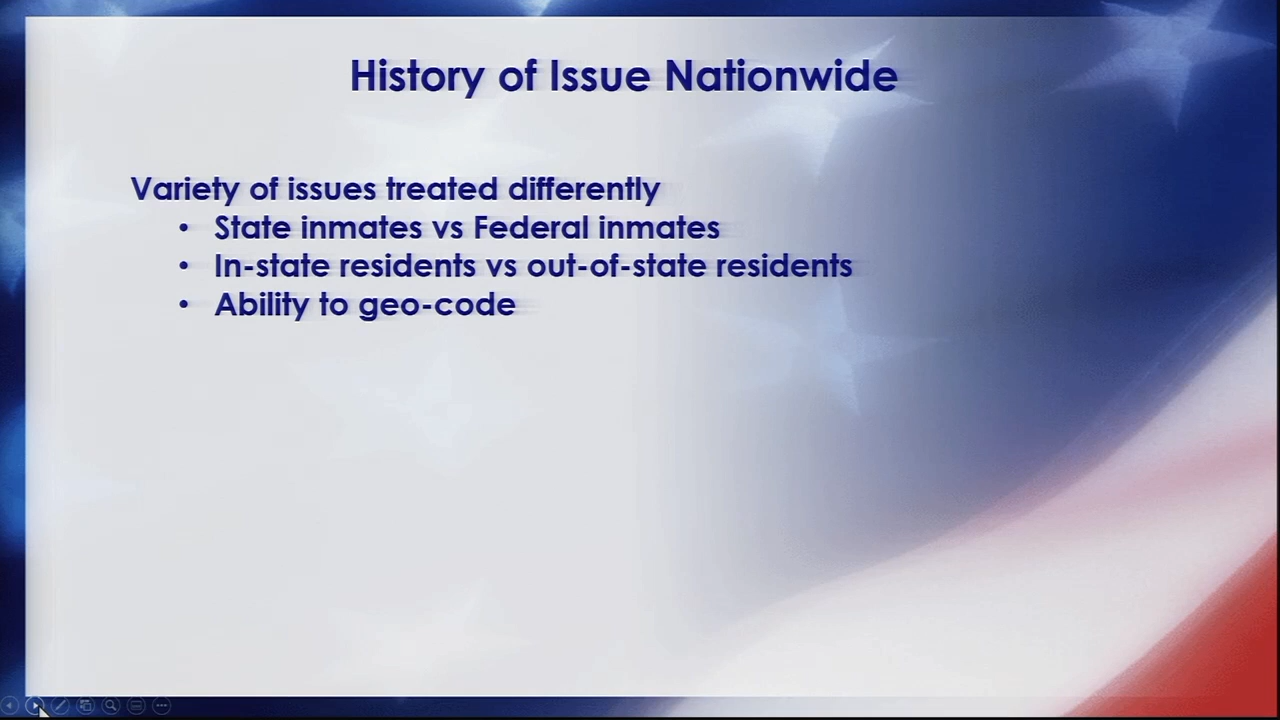 History of Issue Nationwide
Variety of issues treated differently
• State inmates vs Federal inmates
• In-state residents vs out-of-state residents
• Ability to geo-code